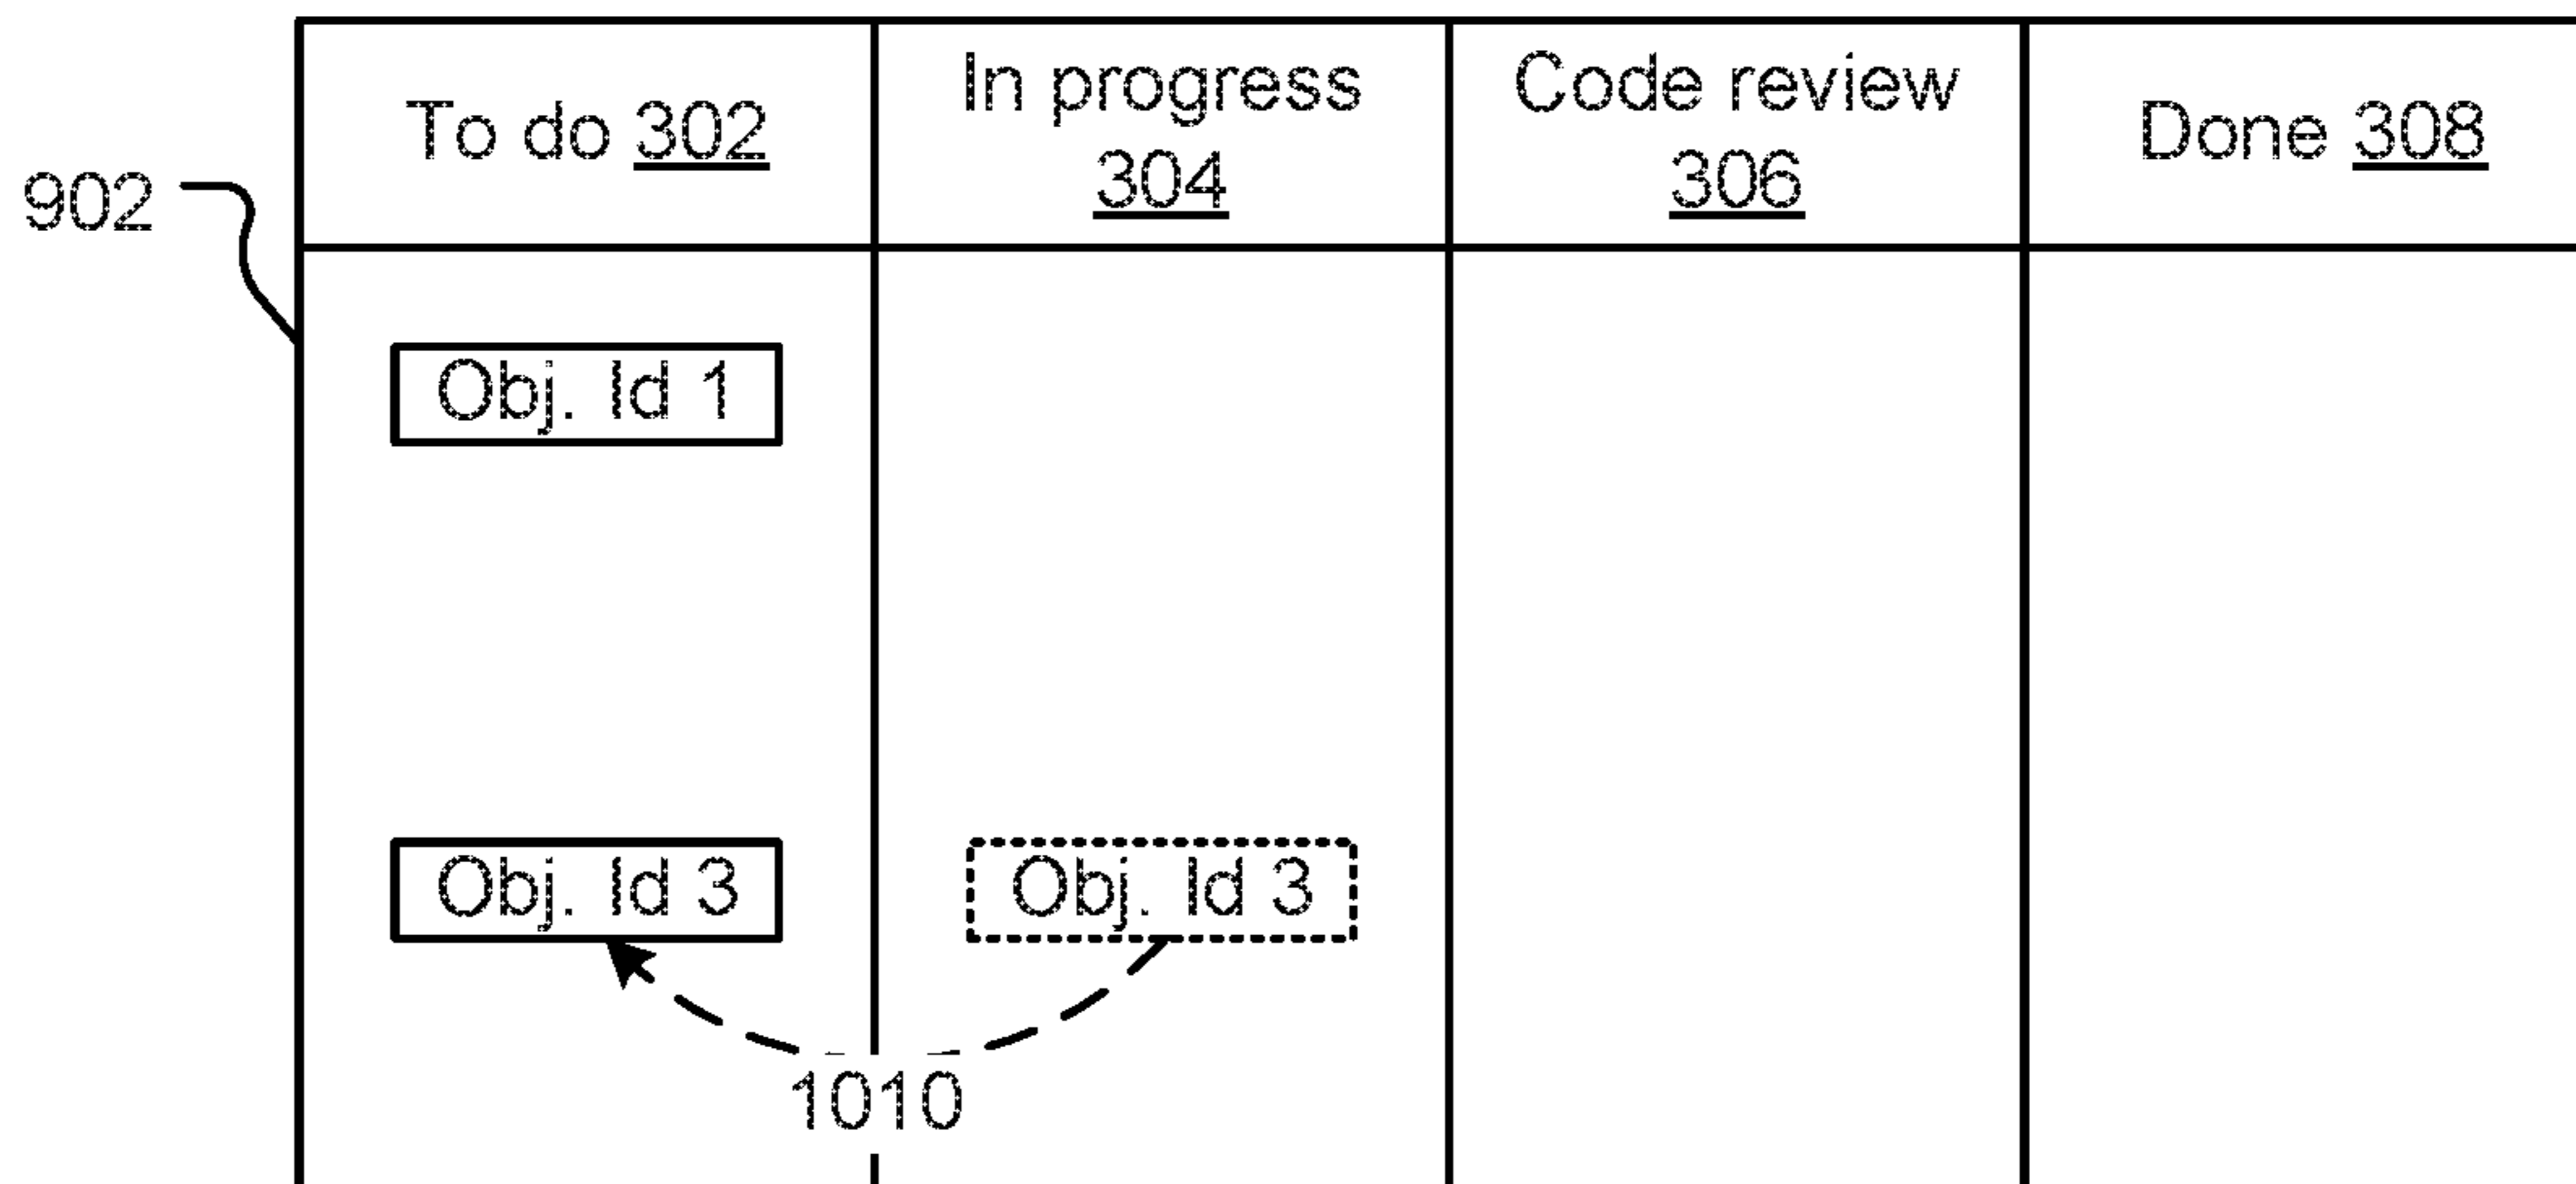 To do 302
In progress
304
Code review
306
Done 308
902
Obj. Id 1
Obj. Id 3
Obj. Id 3
1010